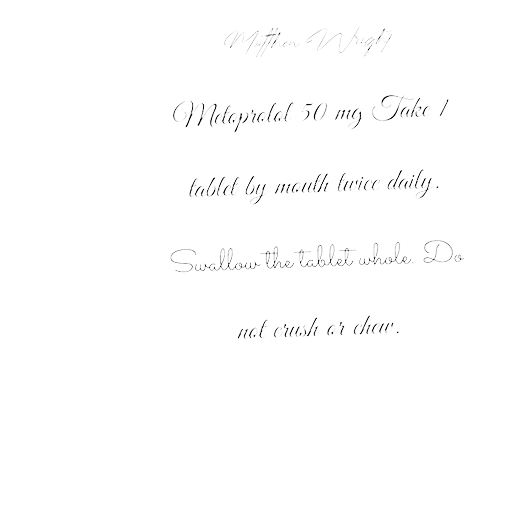 Matthew Wright
Metoprolol 50 mg Take 1
tablet by mouth twice daily.
Swallow the tablet whole. Do
not crush or chew.